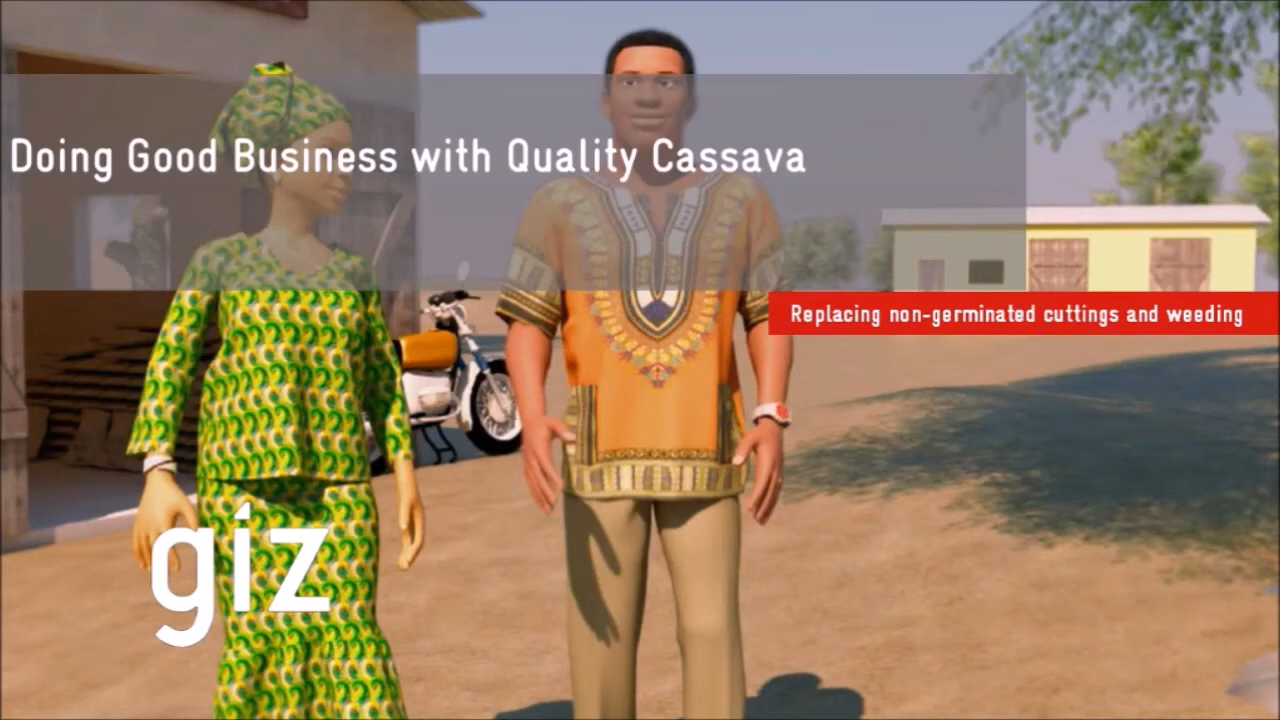 Doing Good Business with Quality Cassava
Replacing non-germinated cuttings and weeding
giz